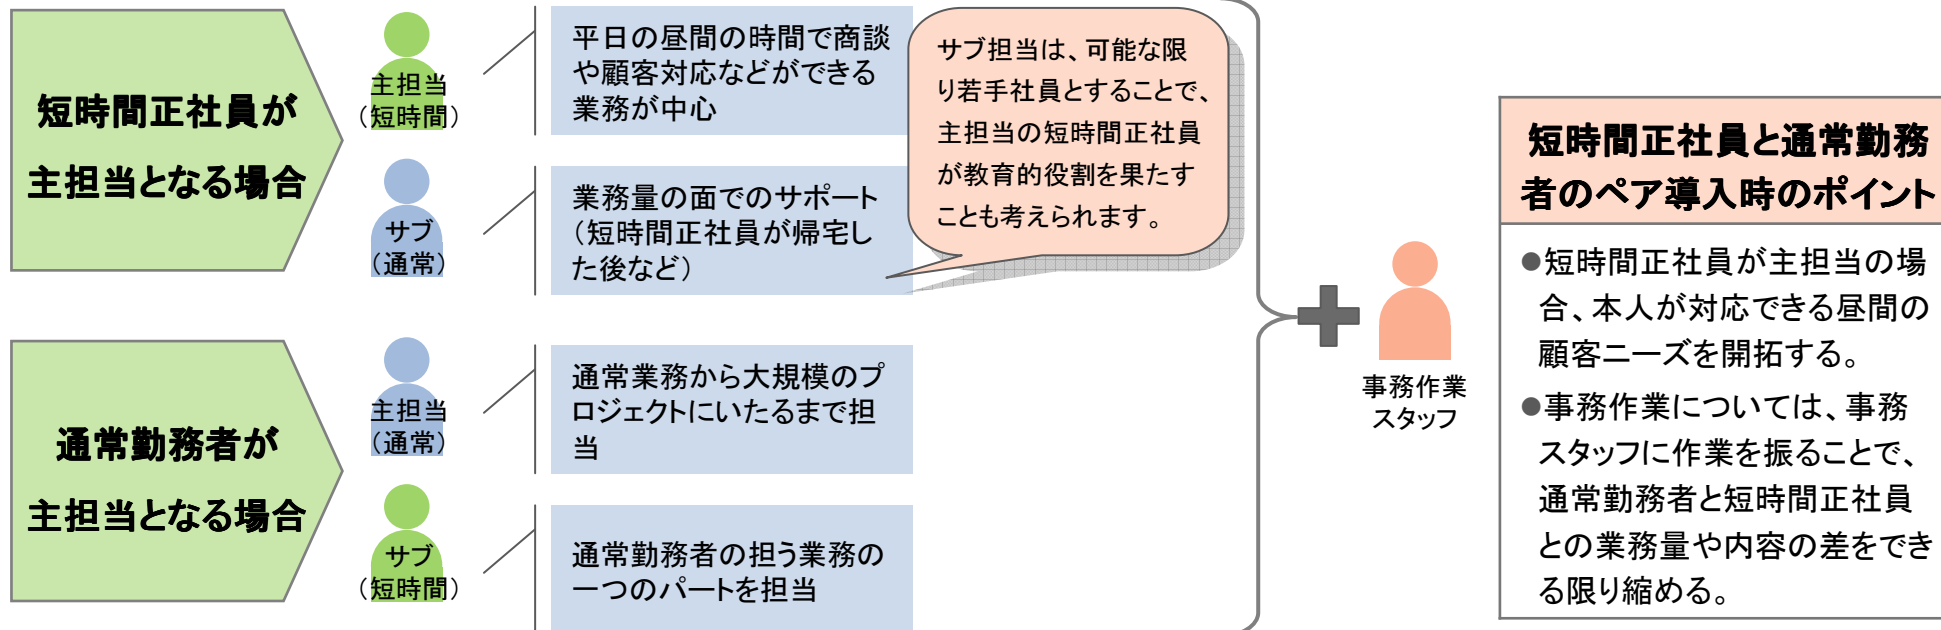 短時間正社員が
主担当となる場合
主担当
（短時間）
平日の昼間の時間で商談
や顧客対応などができる
業務が中心
サブ
（通常）
業務量の面でのサポート
（短時間正社員が帰宅し
た後など）
サブ担当は、可能な限
り若手社員とすることで、
主担当の短時間正社員
が教育的役割を果たす
ことも考えられます。
通常勤務者が
主担当となる場合
主担当
（通常）
通常業務から大規模のプ
ロジェクトにいたるまで担
当
サブ
（短時間）
通常勤務者の担う業務の
一つのパートを担当
事務作業
スタッフ
短時間正社員と通常勤務
者のペア導入時のポイント
●短時間正社員が主担当の場
合、本人が対応できる昼間の
顧客ニーズを開拓する。
●事務作業については、事務
スタッフに作業を振ることで、
通常勤務者と短時間正社員
との業務量や内容の差をでき
る限り縮める。